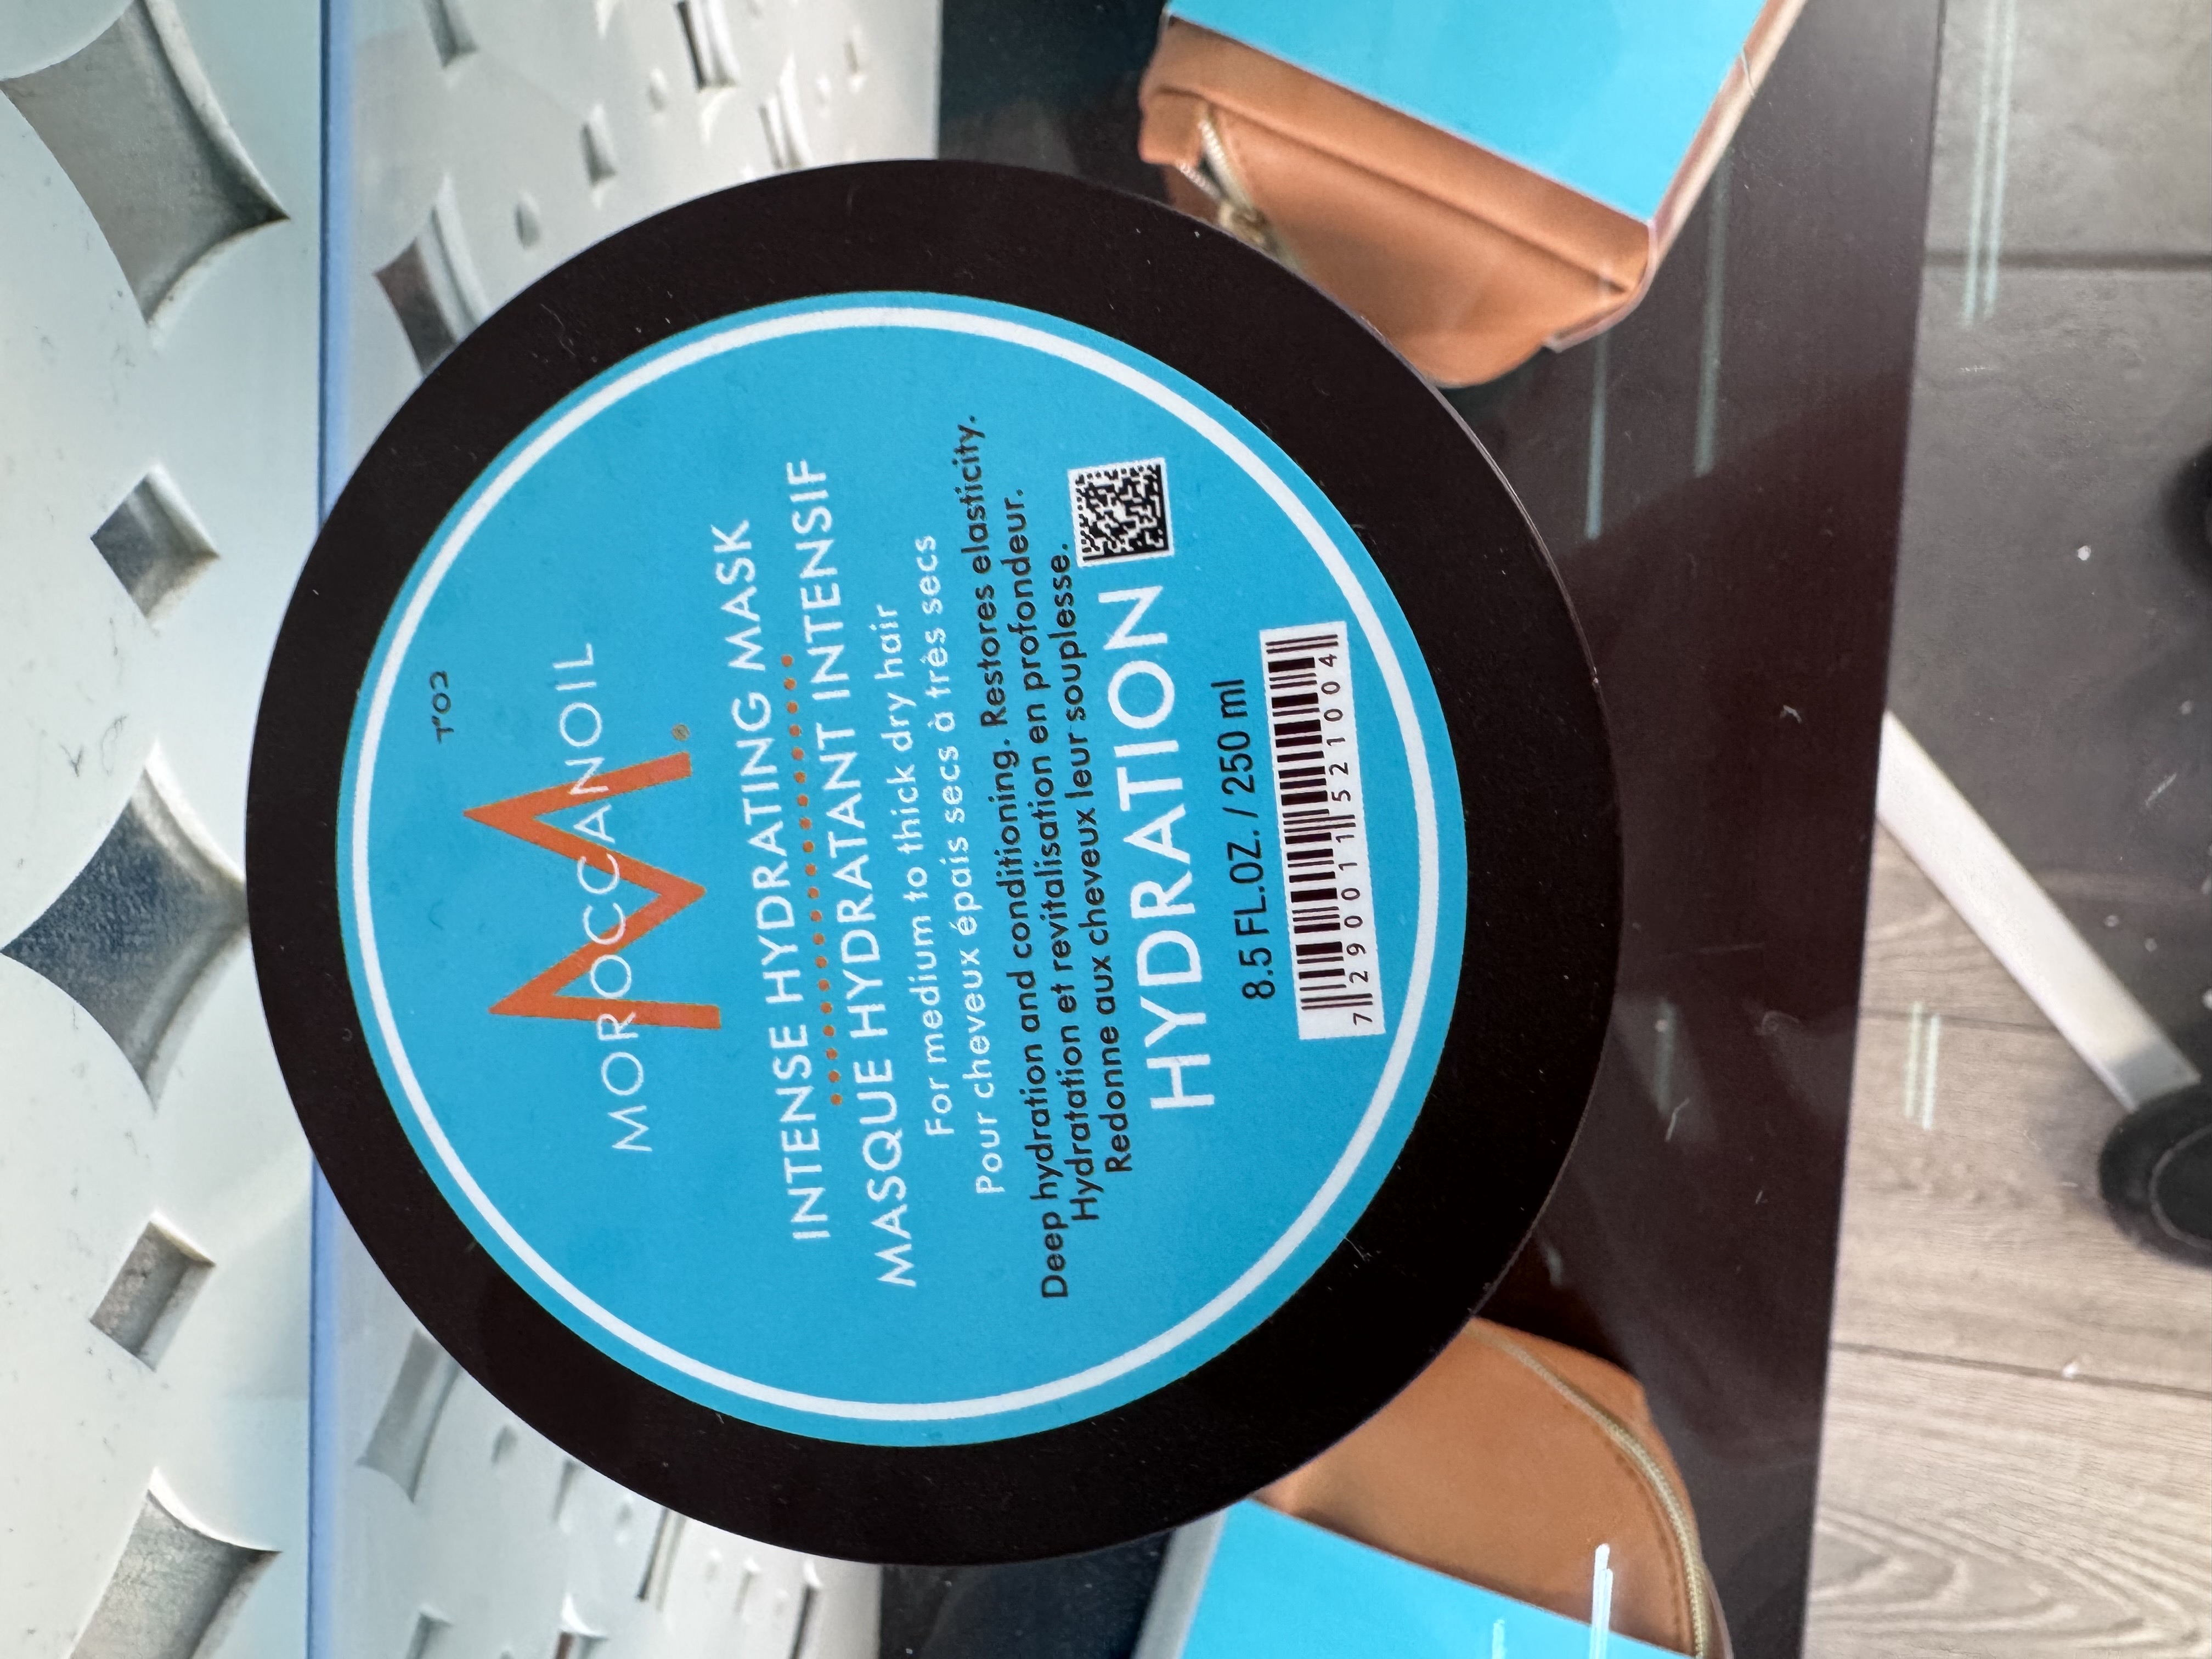 MOROCCANOIL
®
INTENSE HYDRATING MASK
MASQUE HYDRATANT INTENSIF
For medium to thick dry hair
Pour cheveux épais secs à très secs
Deep hydration and conditioning. Restores elasticity.
Hydratation et revitalisation en profondeur.
Redonne aux cheveux leur souplesse.
HYDRATION
8.5 FL.OZ. / 250 ml
7 290011 521004